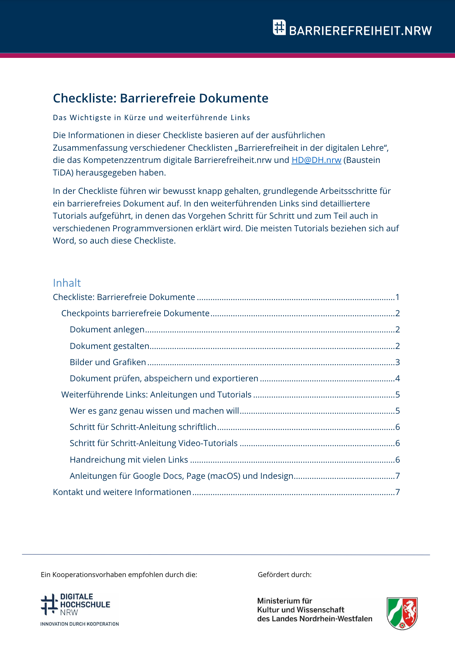 BARRIEREFREIHEIT.NRW
Checkliste: Barrierefreie Dokumente
Das Wichtigste in Kürze und weiterführende Links
Die Informationen in dieser Checkliste basieren auf der ausführlichen
Zusammenfassung verschiedener Checklisten „Barrierefreiheit in der digitalen Lehre“,
die das Kompetenzzentrum digitale Barrierefreiheit.nrw und HD@DH.nrw (Baustein
TiDA) herausgegeben haben.
In der Checkliste führen wir bewusst knapp gehalten, grundlegende Arbeitsschritte für
ein barrierefreies Dokument auf. In den weiterführenden Links sind detailliertere
Tutorials aufgeführt, in denen das Vorgehen Schritt für Schritt und zum Teil auch in
verschiedenen Programmversionen erklärt wird. Die meisten Tutorials beziehen sich auf
Word, so auch diese Checkliste.
Inhalt
Checkliste: Barrierefreie Dokumente ... 1
Checkpoints barrierefreie Dokumente ... 2
Dokument anlegen ... 2
Dokument gestalten ... 2
Bilder und Grafiken ... 3
Dokument prüfen, abspeichern und exportieren ... 4
Weiterführende Links: Anleitungen und Tutorials ... 5
Wer es ganz genau wissen und machen will ... 5
Schritt für Schritt-Anleitung schriftlich ... 6
Schritt für Schritt-Anleitung Video-Tutorials ... 6
Handreichung mit vielen Links ... 6
Anleitungen für Google Docs, Page (macOS) und Indesign ... 7
Kontakt und weitere Informationen ... 7
Ein Kooperationsvorhaben empfohlen durch die:
Gefördert durch:
DIGITALE
HOCHSCHULE
NRW
INNOVATION DURCH KOOPERATION
Ministerium für
Kultur und Wissenschaft
des Landes Nordrhein-Westfalen